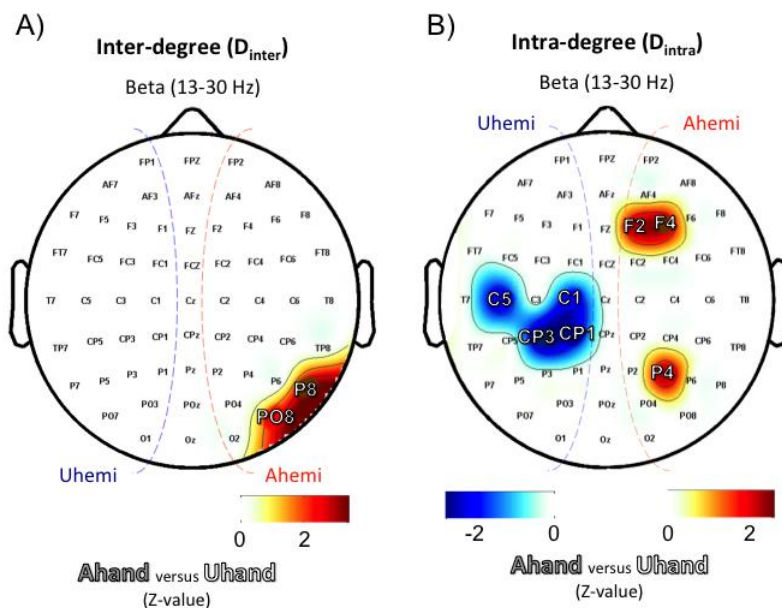 A)
Inter-degree (Dinter)
Beta (13-30 Hz)
FP1 FPZ FP2
AF7 AF3 AFz AF4 AF8
F7 F5 F3 F1 FZ F2 F4 F6 F8
FT7 FC5 FC3 FC1 FCZ FC2 FC4 FC6 FT8
T7 C5 C3 C1 Cz C2 C4 C6 T8
TP7 CP5 CP3 CP1 CPz CP2 CP4 CP6 TP8
P7 P5 P3 P1 Pz P2 P4 P6 P8
PO7 PO3 POz PO4 PO8
O1 Oz O2
Uhemi Ahemi
0 2
Ahand versus Uhand
(Z-value)
B)
Intra-degree (Dintra)
Beta (13-30 Hz)
Uhemi Ahemi
FP1 FPZ FP2
AF7 AF3 AFz AF4 AF8
F7 F5 F3 F1 FZ F2 F4 F6 F8
FT7 FC5 FC3 FC1 FCZ FC2 FC4 FC6 FT8
T7 C5 C3 C1 Cz C2 C4 C6 T8
TP7 CP5 CP3 CP1 CPz CP2 CP4 CP6 TP8
P7 P5 P3 P1 Pz P2 P4 P6 P8
PO7 PO3 POz PO4 PO8
O1 Oz O2
-2 0 0 2
Ahand versus Uhand
(Z-value)